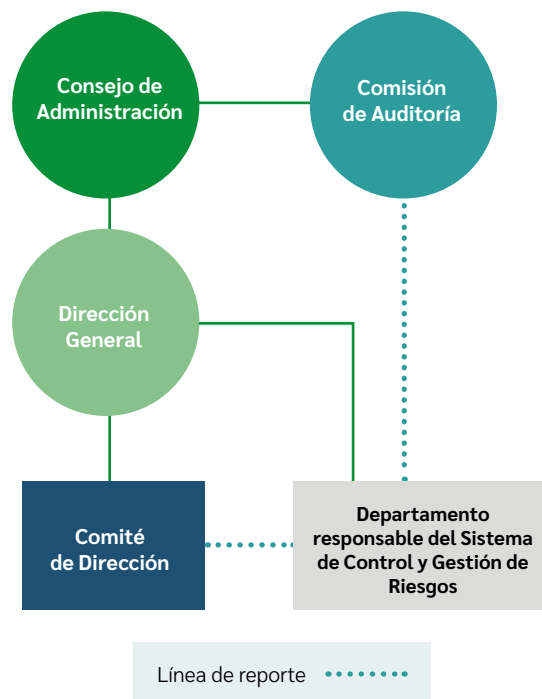 Consejo de
Administración
Comisión
de Auditoría
Dirección
General
Comité
de Dirección
Departamento
responsable del Sistema
de Control y Gestión de
Riesgos
Línea de reporte